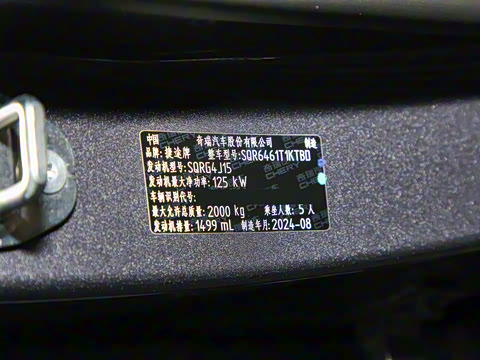 中国 奇瑞汽车股份有限公司 制造
品牌:捷途牌 整车型号:SQR6461T1KTBD
发动机型号:SQRG4J15
发动机最大净功率:125 kW
车辆识别代号:
最大允许总质量:2000 kg 乘坐人数:5 人
发动机排量:1499 mL 制造年月:2024-08